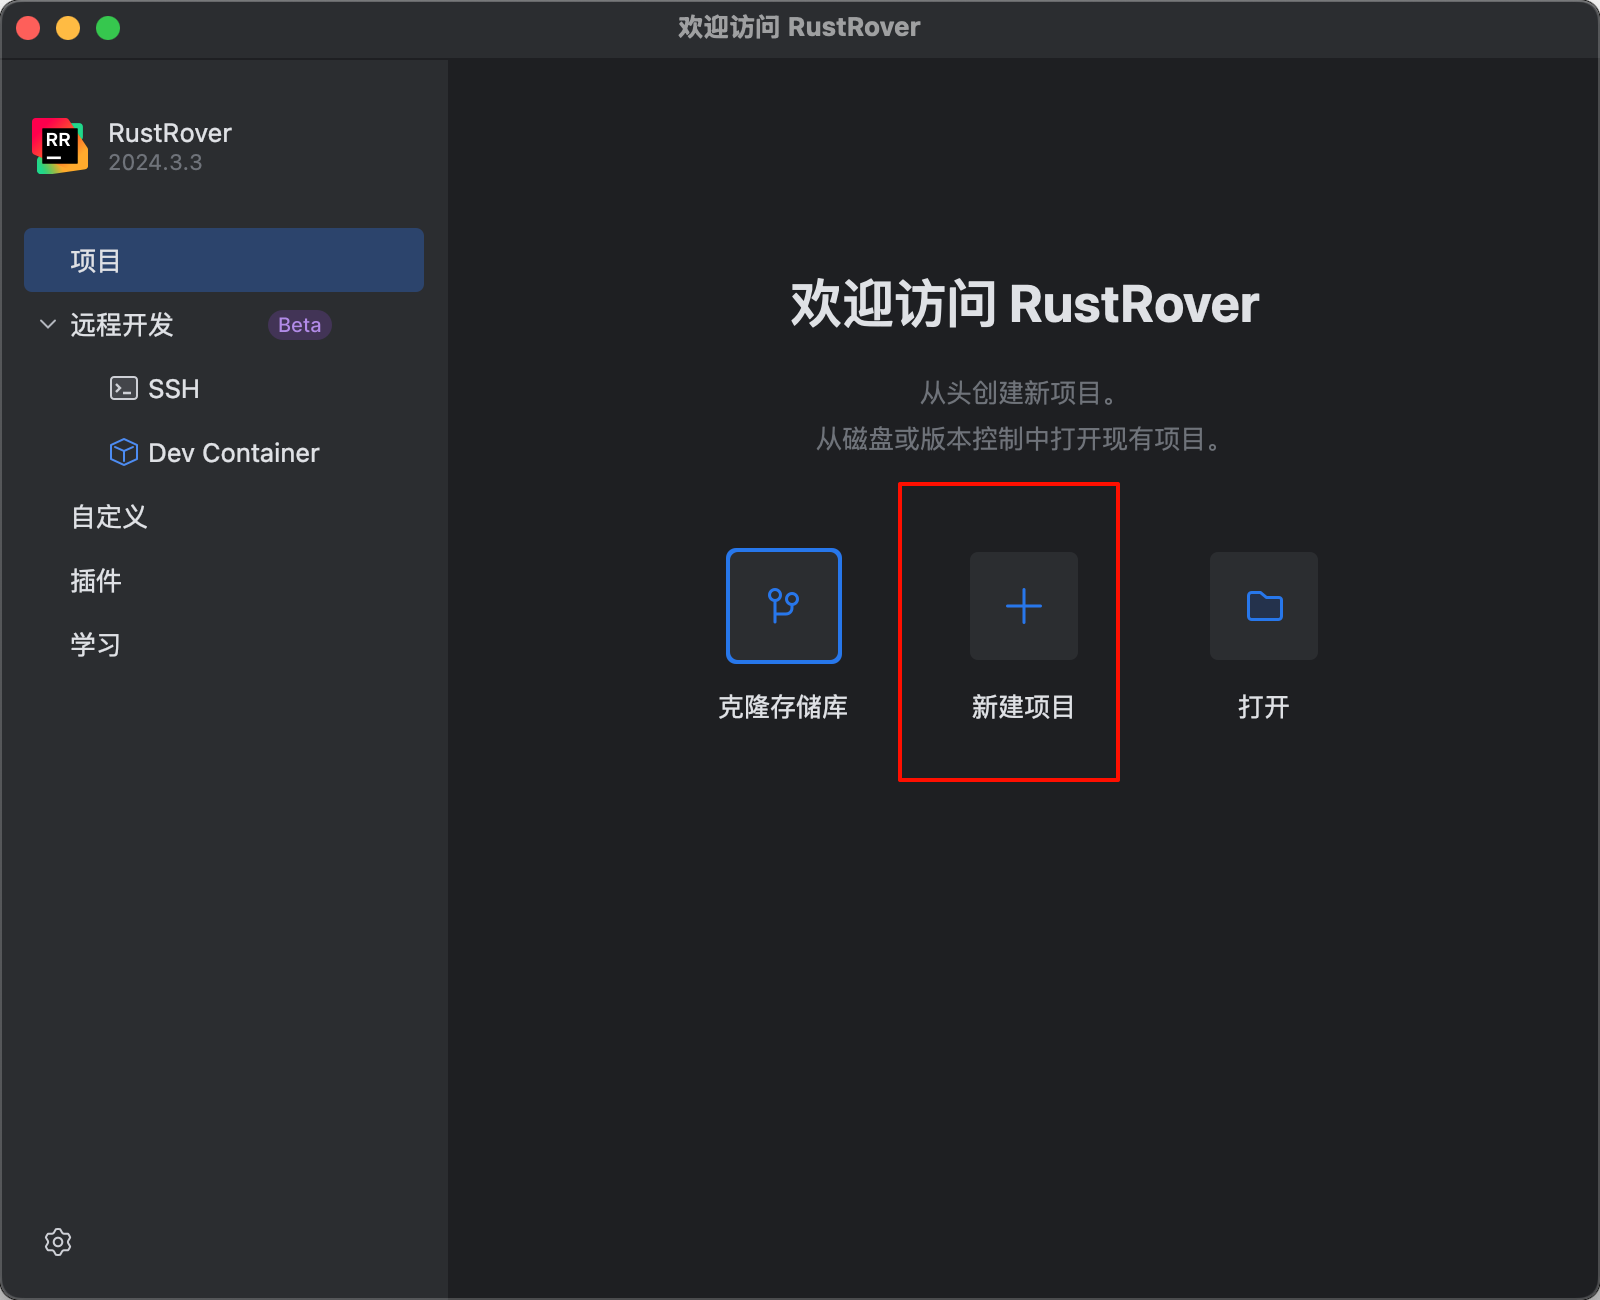 欢迎访问 RustRover
RR
RustRover
2024.3.3
项目
远程开发 Beta
SSH
Dev Container
自定义
插件
学习
欢迎访问 RustRover
从头创建新项目。
从磁盘或版本控制中打开现有项目。
克隆存储库 新建项目 打开